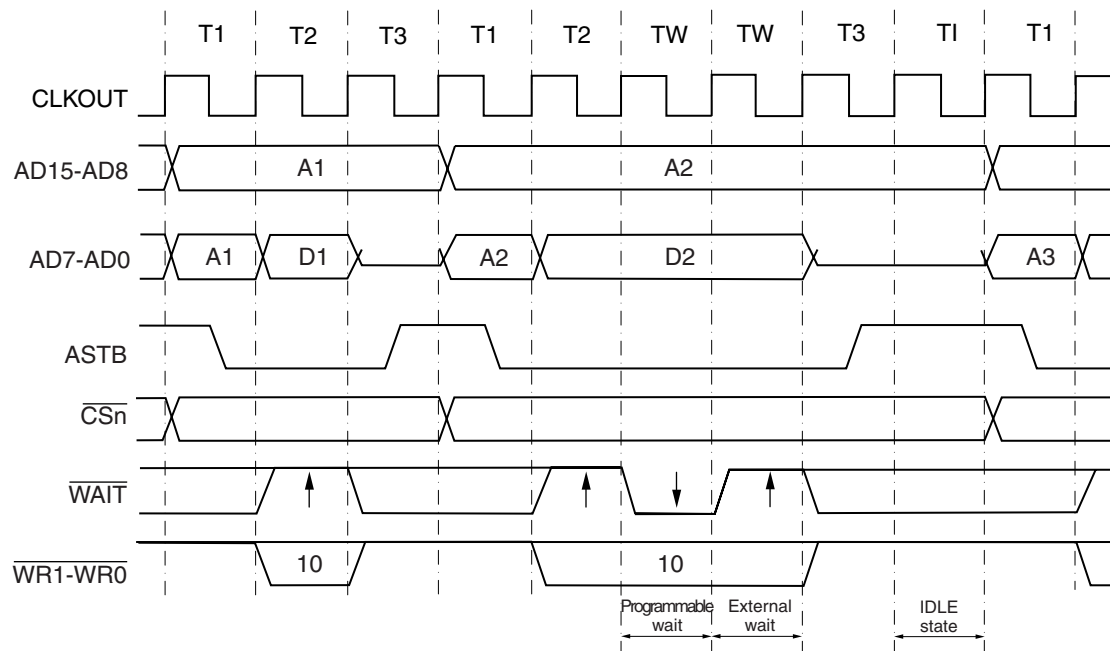 T1 T2 T3 T1 T2 TW TW T3 TI T1
CLKOUT
AD15-AD8 A1 A2
AD7-AD0 A1 D1 A2 D2 A3
ASTB
CSn
WAIT
WR1-WR0 10 10
Programmable wait
External wait
IDLE state